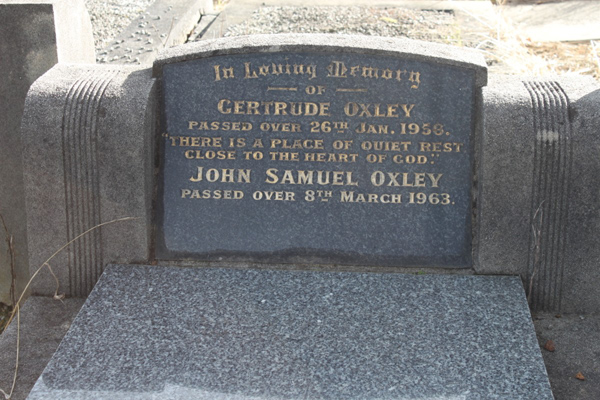 In Loving Memory
OF
GERTRUDE OXLEY
PASSED OVER 26TH JAN. 1958.
"THERE IS A PLACE OF QUIET REST
CLOSE TO THE HEART OF GOD."
JOHN SAMUEL OXLEY
PASSED OVER 8TH MARCH 1963.